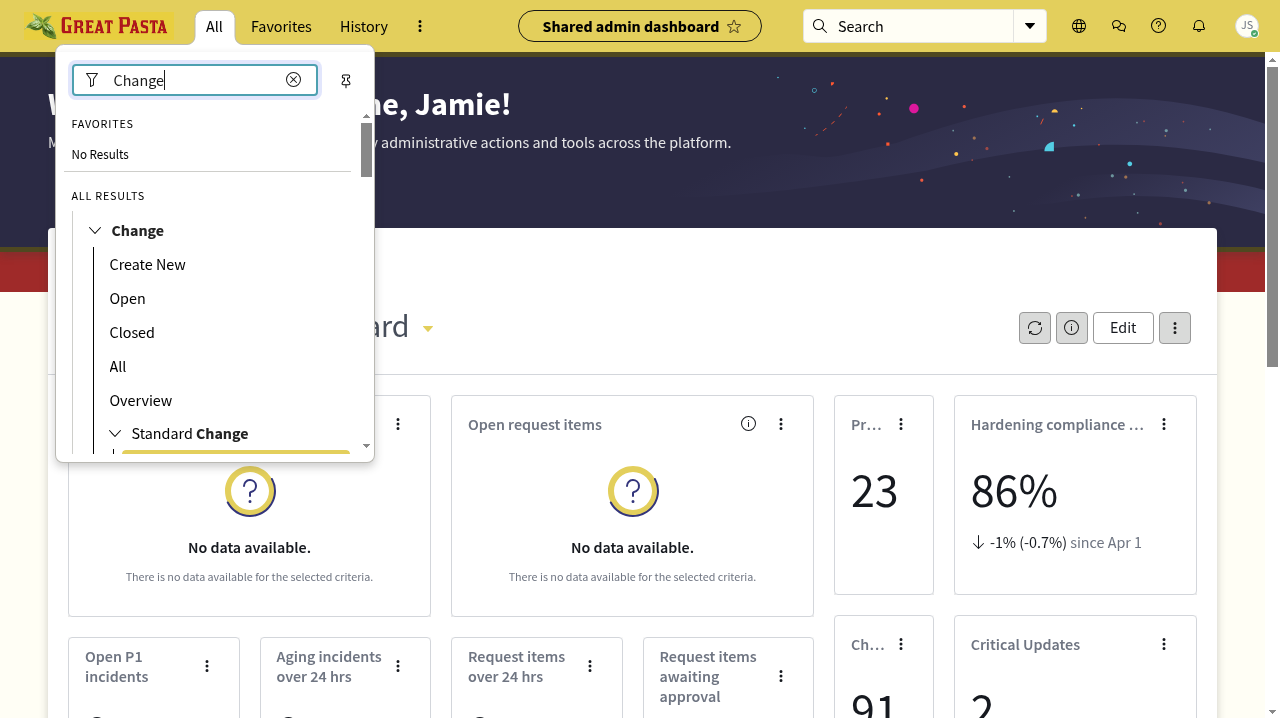 GREAT PASTA
All
Favorites
History
Shared admin dashboard
Search
JS
Change
me, Jamie!
administrative actions and tools across the platform.
FAVORITES
No Results
ALL RESULTS
Change
Create New
Open
Closed
All
Overview
Standard Change
ard
Edit
Open request items
Pr...
Hardening compliance ...
23
86%
-1% (-0.7%) since Apr 1
No data available.
There is no data available for the selected criteria.
No data available.
There is no data available for the selected criteria.
Ch...
Critical Updates
91
2
Open P1
incidents
Aging incidents
over 24 hrs
Request items
over 24 hrs
Request items
awaiting
approval